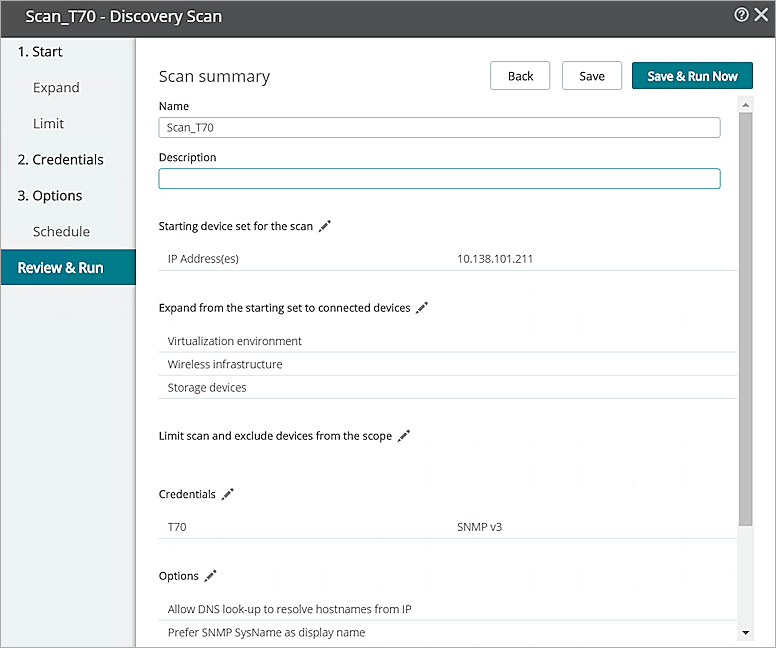 Scan_T70 - Discovery Scan
1. Start
Expand
Limit
2. Credentials
3. Options
Schedule
Review & Run
Scan summary
Back
Save
Save & Run Now
Name
Scan_T70
Description
Starting device set for the scan
IP Address(es) 10.138.101.211
Expand from the starting set to connected devices
Virtualization environment
Wireless infrastructure
Storage devices
Limit scan and exclude devices from the scope
Credentials
T70 SNMP v3
Options
Allow DNS look-up to resolve hostnames from IP
Prefer SNMP SysName as display name